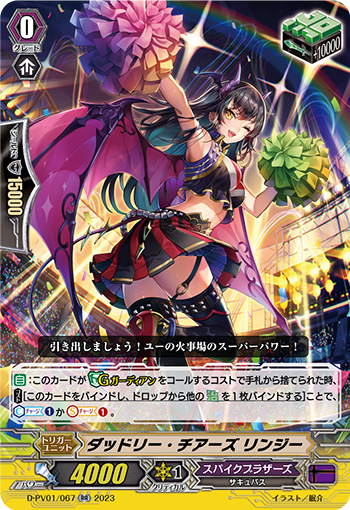 0
グレード
治
+10000
シールド
15000
引き出しましょう！ユーの火事場のスーパーパワー！
自:このカードがGガーディアンをコールするコストで手札から捨てられた時、
【このカードをバインドし、ドロップから他の治を1枚バインドする】ことで、
Cチャージ(1)かSチャージ(1)。
トリガー
ユニット
ダッドリー・チアーズ リンジー
パワー
4000
1
クリティカル
スパイクブラザーズ
サキュバス
D-PV01/067 RR 2023
イラスト／鋸介